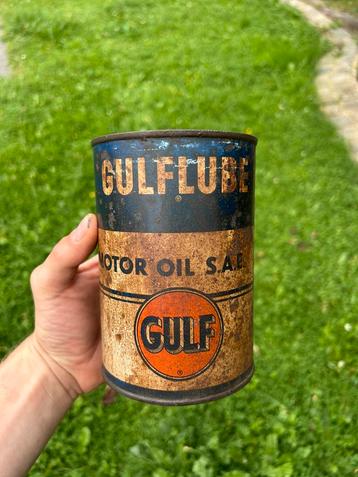 GULFLUBE
®
MOTOR OIL S.A.E.
GULF
®